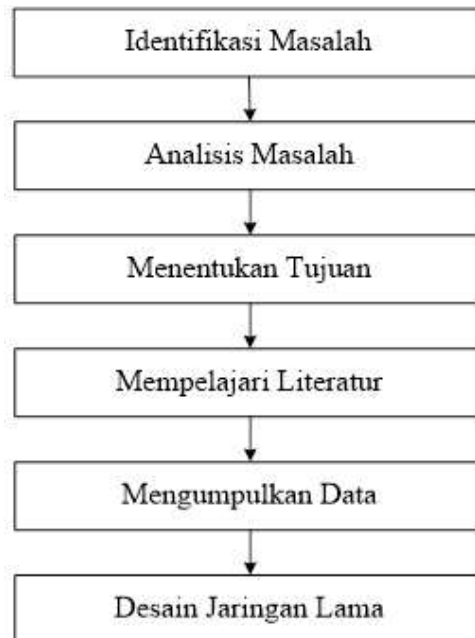 Identifikasi Masalah
Analisis Masalah
Menentukan Tujuan
Mempelajari Literatur
Mengumpulkan Data
Desain Jaringan Lama